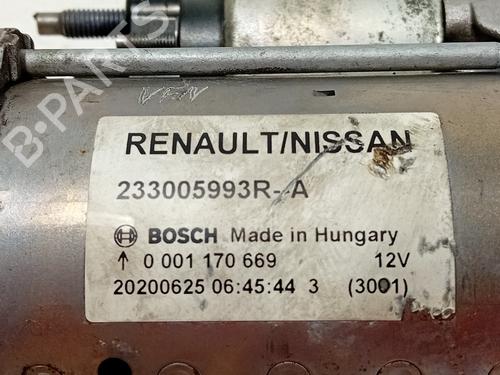 B-PARTS
RENAULT/NISSAN
233005993R--A
BOSCH Made in Hungary
↑ 0 001 170 669 12V
20200625 06:45:44 3 (3001)